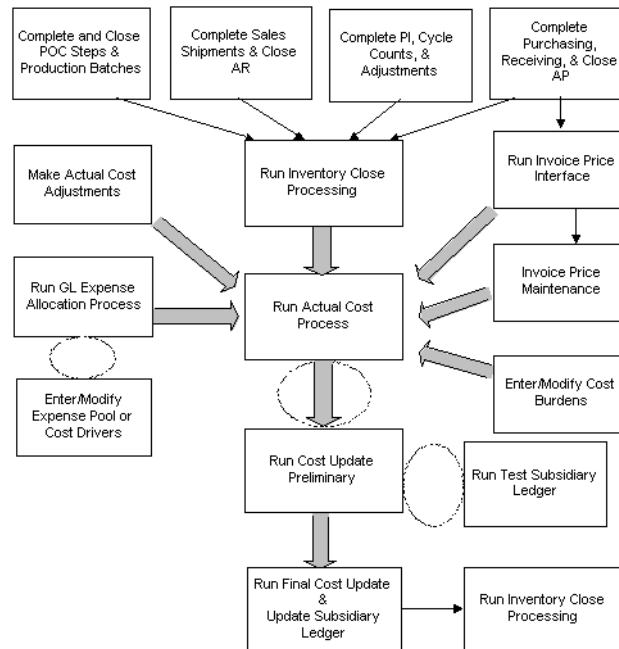 Complete and Close
POC Steps &
Production Batches
Complete Sales
Shipments & Close
AR
Complete PI, Cycle
Counts, &
Adjustments
Complete
Purchasing,
Receiving, & Close
AP
Make Actual Cost
Adjustments
Run Inventory Close
Processing
Run Invoice Price
Interface
Run GL Expense
Allocation Process
Run Actual Cost
Process
Invoice Price
Maintenance
Enter/Modify
Expense Pool or
Cost Drivers
Enter/Modify Cost
Burdens
Run Cost Update
Preliminary
Run Test Subsidiary
Ledger
Run Final Cost Update
&
Update Subsidiary
Ledger
Run Inventory Close
Processing